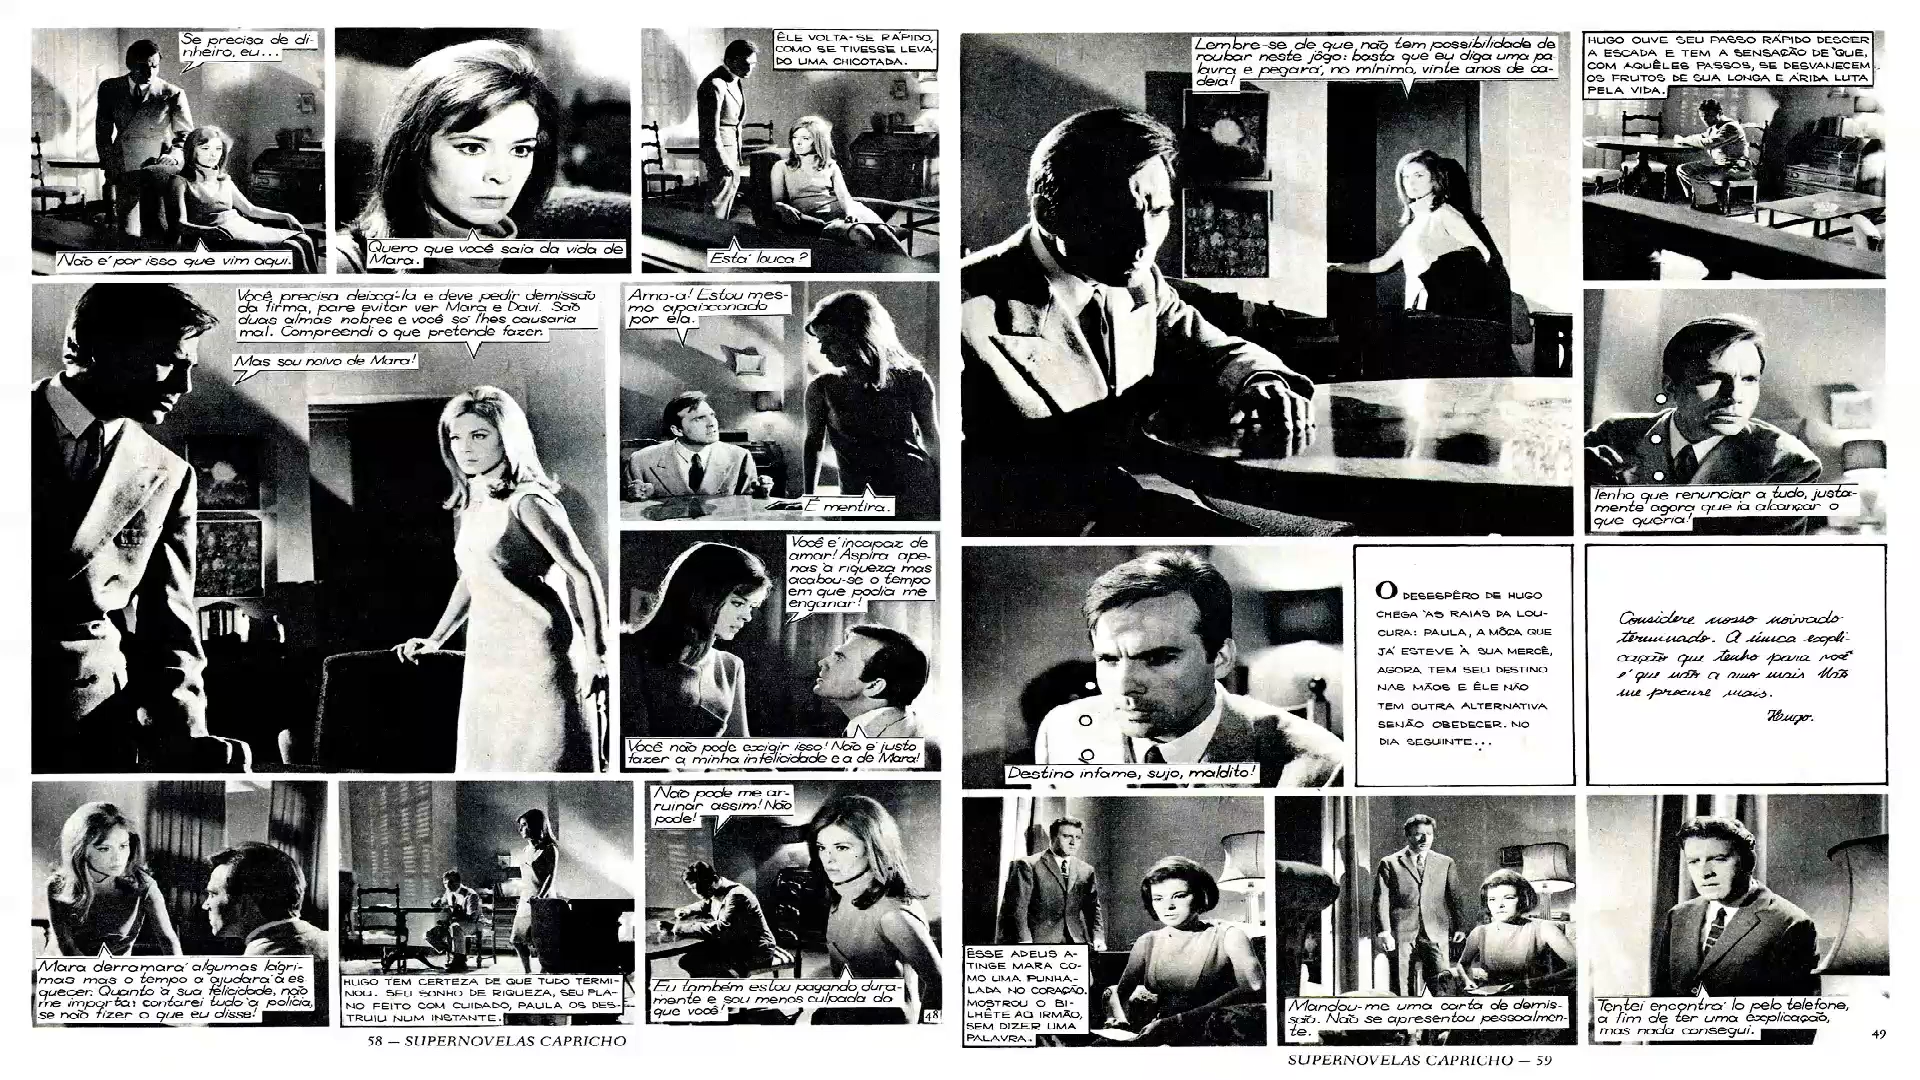 Se precisa de di-
nheiro, eu...
Não é por isso que vim aqui.
Quero que você saia da vida de
Mara.
ÊLE VOLTA-SE RÁPIDO,
COMO SE TIVESSE LEVA-
DO UMA CHICOTADA.
Está louca?
Você precisa deixá-la e deve pedir demissão
da firma, para evitar ver Mara e Davi. São
duas almas nobres e você só lhes causaria
mal. Compreendi o que pretende fazer.
Mas sou noivo de Mara!
Amo-a! Estou mes-
mo apaixonado
por ela.
É mentira.
Você é incapaz de
amar! Aspira ape-
nas à riqueza mas
acabou-se o tempo
em que podia me
enganar!
Você não pode exigir isso! Não é justo
fazer a minha infelicidade e a de Mara!
Mara derramará algumas lágri-
mas mas o tempo a ajudará a es
quecer. Quanto à sua felicidade, não
me importa: contarei tudo à polícia,
se não fizer o que eu disse!
HUGO TEM CERTEZA DE QUE TUDO TERMI-
NOU. SEU SONHO DE RIQUEZA, SEU PLA-
NO FEITO COM CUIDADO, PAULA OS DES-
TRUIU NUM INSTANTE.
Não pode me ar-
ruinar assim! Não
pode!
Eu também estou pagando dura-
mente e sou menos culpada do
que você!
48
58 — SUPERNOVELAS CAPRICHO
Lembre-se de que não tem possibilidade de
roubar neste jôgo: basta que eu diga uma pa
lavra e pegará, no mínimo, vinte anos de ca-
deia!
HUGO OUVE SEU PASSO RÁPIDO DESCER
A ESCADA E TEM A SENSAÇÃO DE QUE,
COM AQUÊLES PASSOS, SE DESVANECEM
OS FRUTOS DE SUA LONGA E ÁRIDA LUTA
PELA VIDA.
Tenho que renunciar a tudo, justa-
mente agora que ia alcançar o
que queria!
Destino infame, sujo, maldito!
O DESESPÊRO DE HUGO
CHEGA ÀS RAIAS DA LOU-
CURA: PAULA, A MÔÇA QUE
JÁ ESTEVE À SUA MERCÊ,
AGORA TEM SEU DESTINO
NAS MÃOS E ÊLE NÃO
TEM OUTRA ALTERNATIVA
SENÃO OBEDECER. NO
DIA SEGUINTE...
Considere nosso noivado
terminado. A única expli-
cação que tenho para você
é que não a amo mais. Não
me procure mais.
Hugo.
ÊSSE ADEUS A-
TINGE MARA CO-
MO UMA PUNHA-
LADA NO CORAÇÃO.
MOSTROU O BI-
LHÊTE AO IRMÃO,
SEM DIZER UMA
PALAVRA.
Mandou-me uma carta de demis-
são. Não se apresentou pessoalmen-
te.
Tentei encontrá-lo pelo telefone,
a fim de ter uma explicação,
mas nada consegui.
49
SUPERNOVELAS CAPRICHO — 59